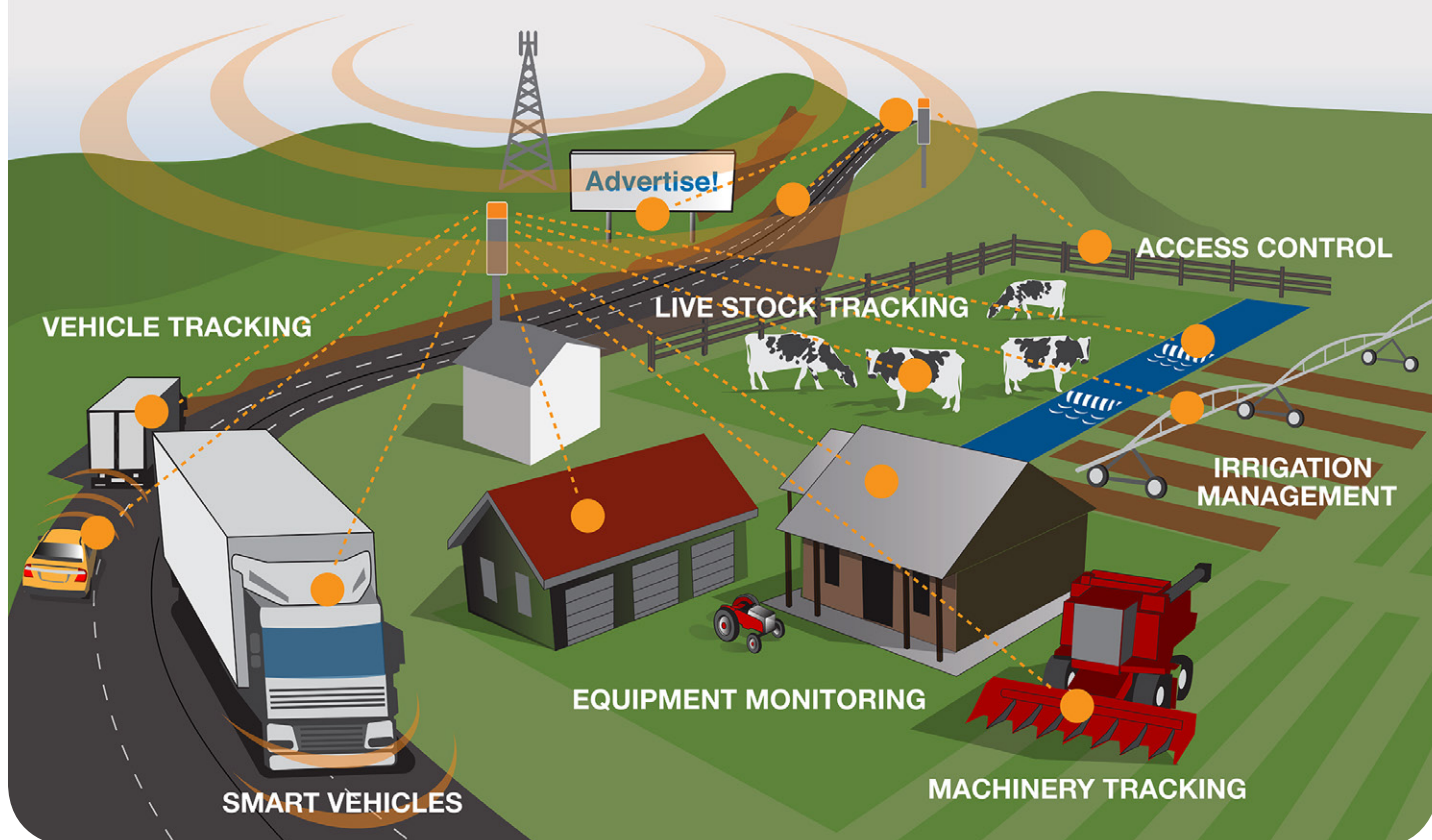 Advertise!
ACCESS CONTROL
LIVE STOCK TRACKING
VEHICLE TRACKING
IRRIGATION
MANAGEMENT
EQUIPMENT MONITORING
MACHINERY TRACKING
SMART VEHICLES